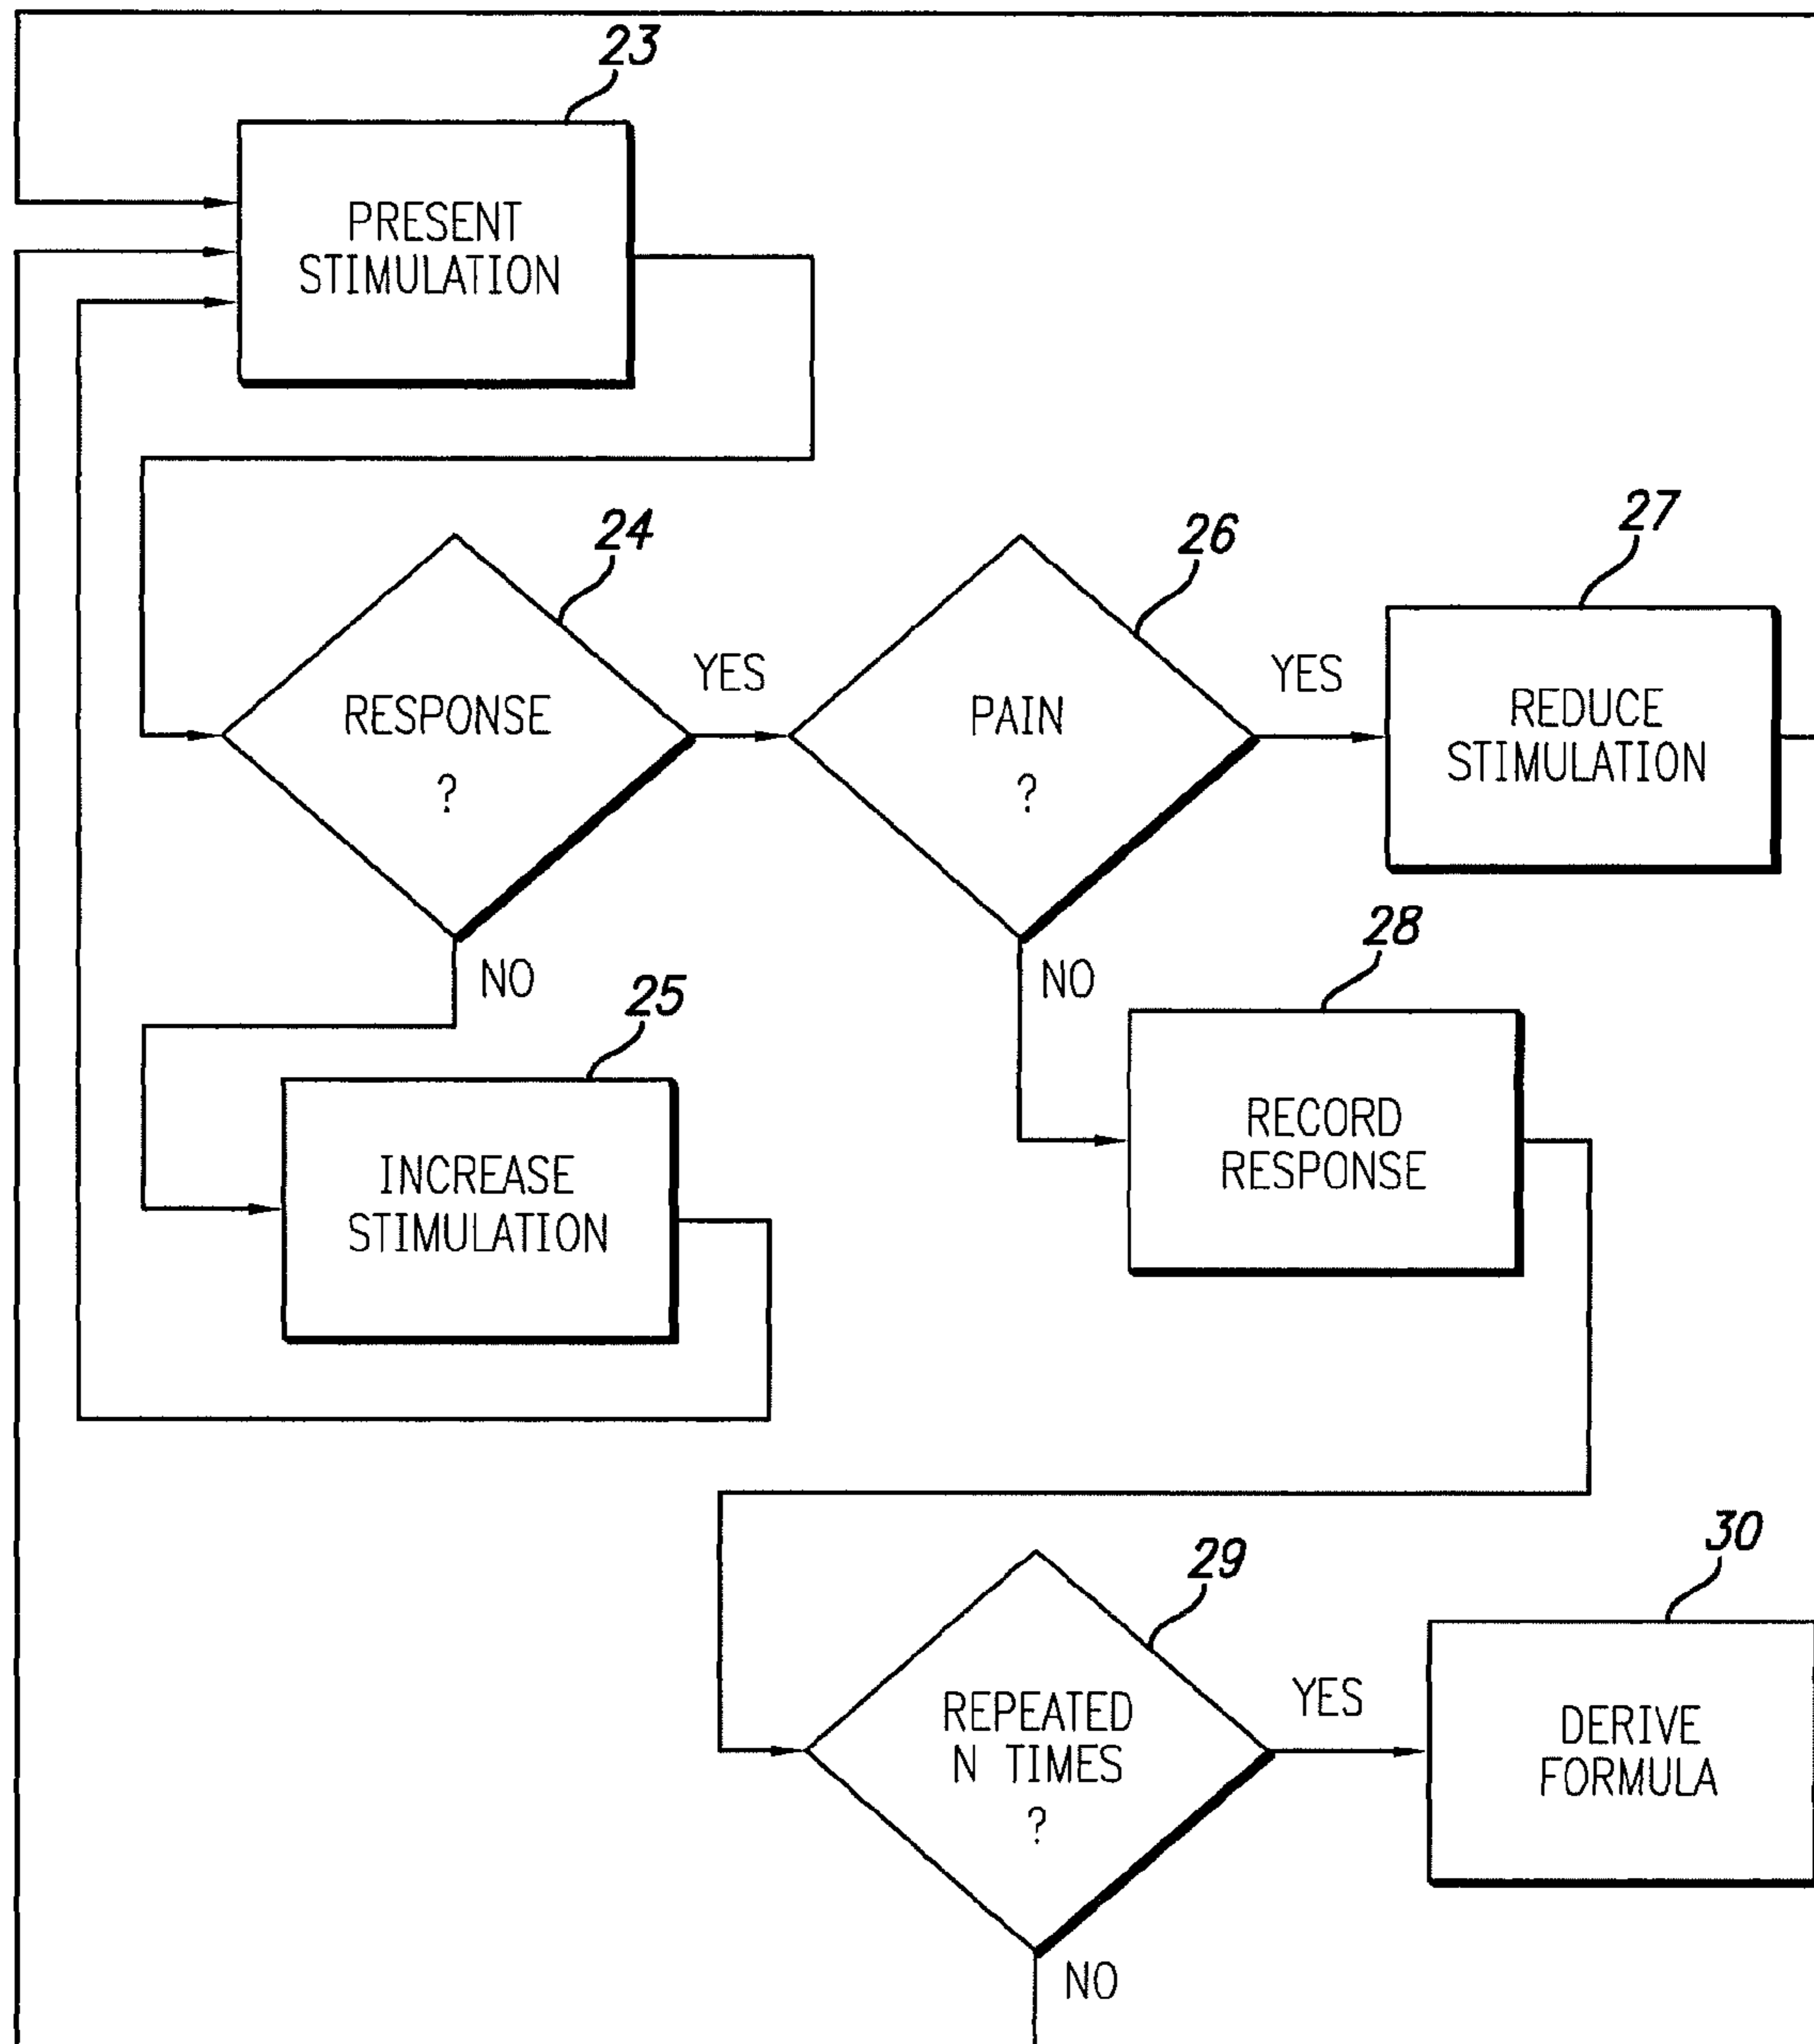 23
PRESENT
STIMULATION
24
RESPONSE
?
YES
26
PAIN
?
YES
27
REDUCE
STIMULATION
NO
25
INCREASE
STIMULATION
NO
28
RECORD
RESPONSE
29
REPEATED
N TIMES
?
YES
30
DERIVE
FORMULA
NO